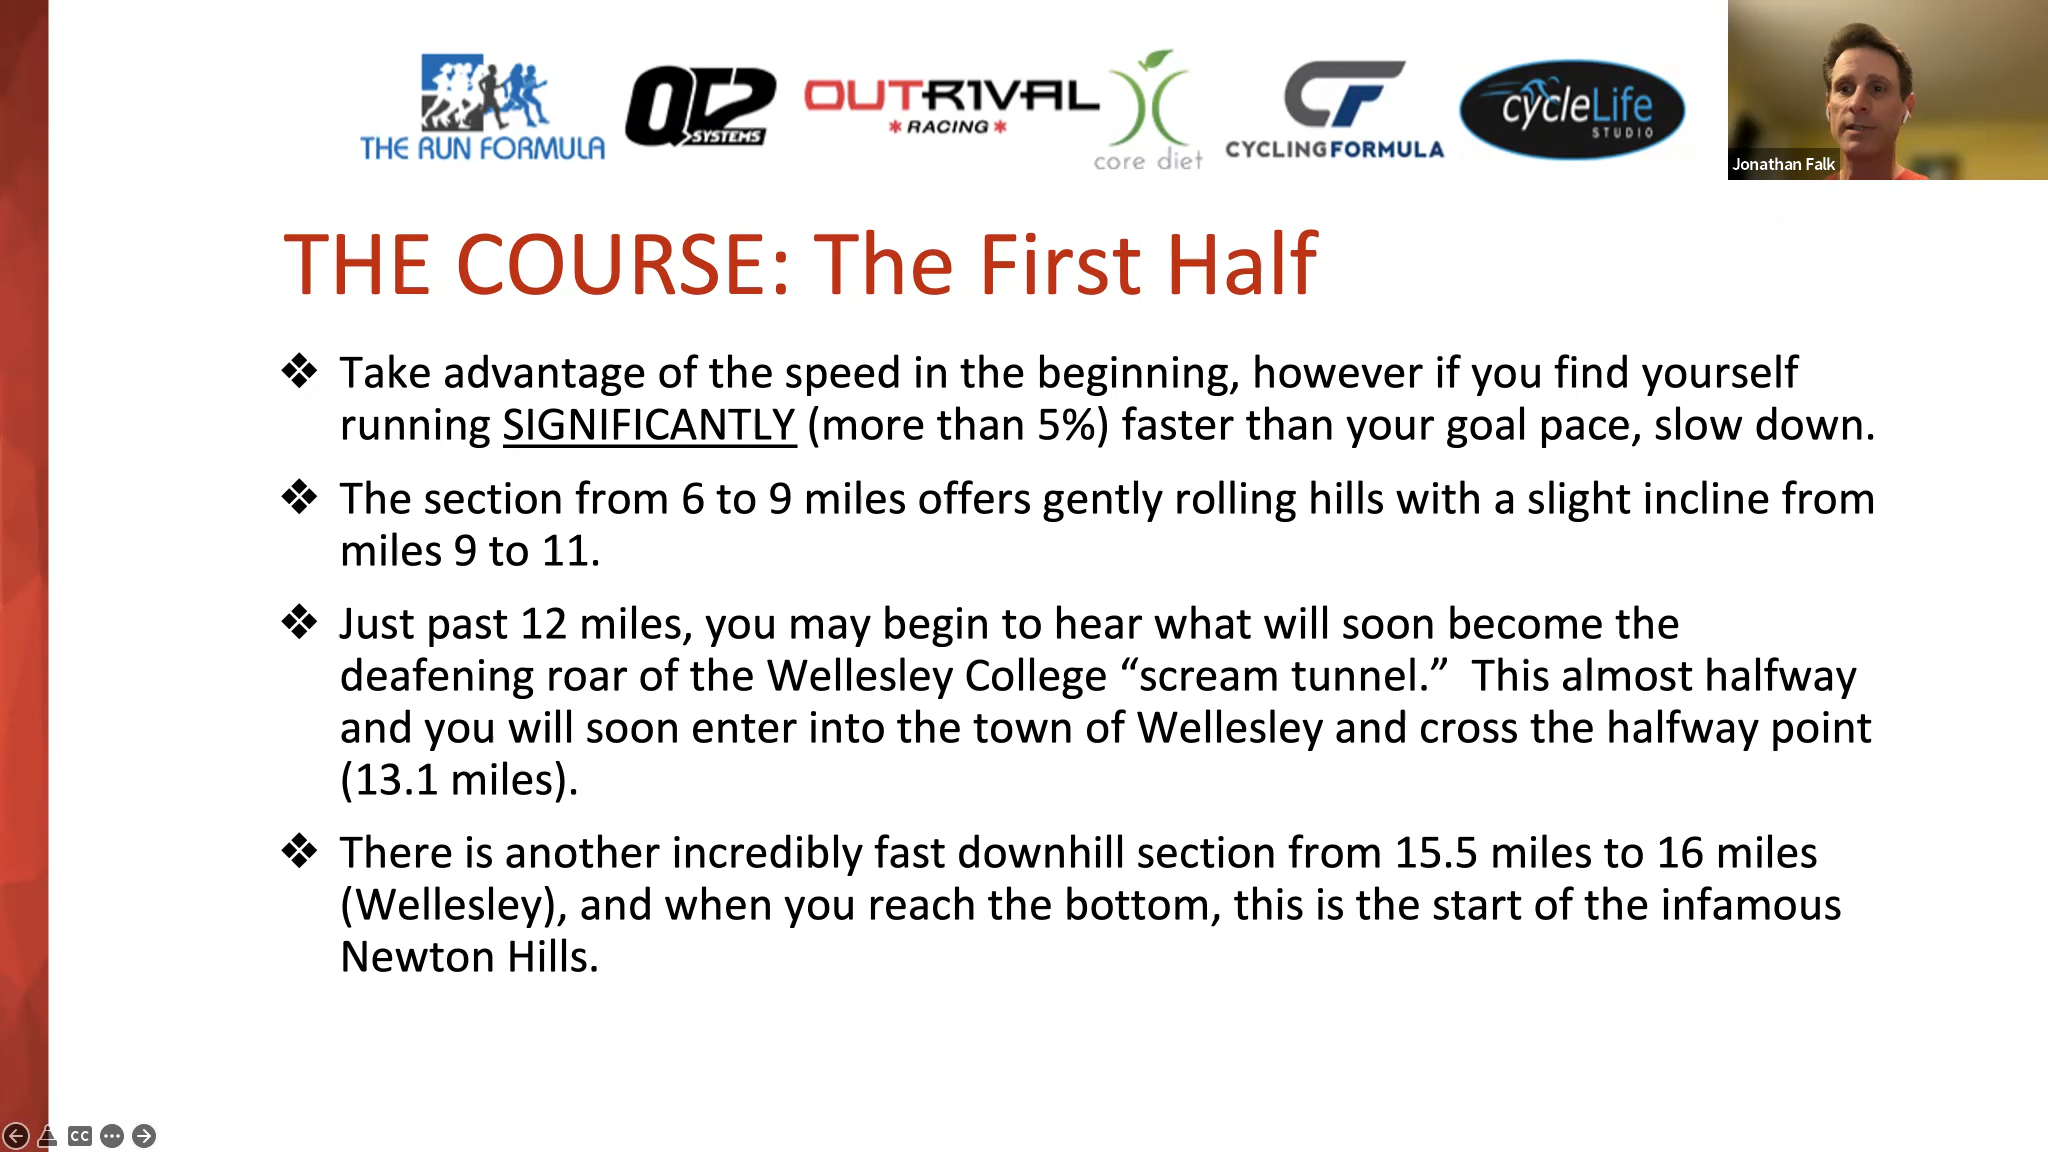 THE RUN FORMULA
QT2 SYSTEMS
OUTRIVAL
*RACING*
core diet
CF
CYCLINGFORMULA
cycleLife
STUDIO
Jonathan Falk
THE COURSE: The First Half
❖ Take advantage of the speed in the beginning, however if you find yourself
running SIGNIFICANTLY (more than 5%) faster than your goal pace, slow down.
❖ The section from 6 to 9 miles offers gently rolling hills with a slight incline from
miles 9 to 11.
❖ Just past 12 miles, you may begin to hear what will soon become the
deafening roar of the Wellesley College “scream tunnel.”  This almost halfway
and you will soon enter into the town of Wellesley and cross the halfway point
(13.1 miles).
❖ There is another incredibly fast downhill section from 15.5 miles to 16 miles
(Wellesley), and when you reach the bottom, this is the start of the infamous
Newton Hills.
CC